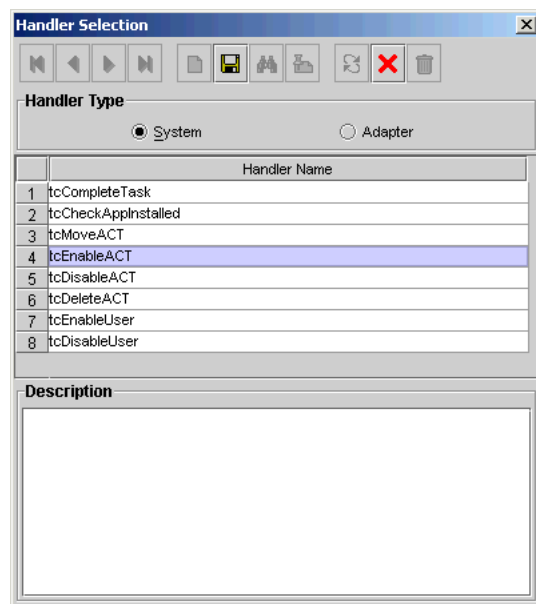 Handler Selection
Handler Type
System
Adapter
Handler Name
1 tcCompleteTask
2 tcCheckAppInstalled
3 tcMoveACT
4 tcEnableACT
5 tcDisableACT
6 tcDeleteACT
7 tcEnableUser
8 tcDisableUser
Description